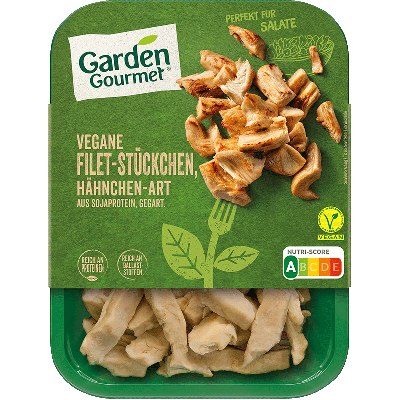 PERFEKT FÜR
SALATE
Garden
Gourmet®
VEGANE
FILET-STÜCKCHEN,
HÄHNCHEN-ART
AUS SOJAPROTEIN, GEGART.
REICH AN
PROTEINEN
REICH AN
BALLAST-
STOFFEN
V
VEGAN
NUTRI-SCORE
A B C D E